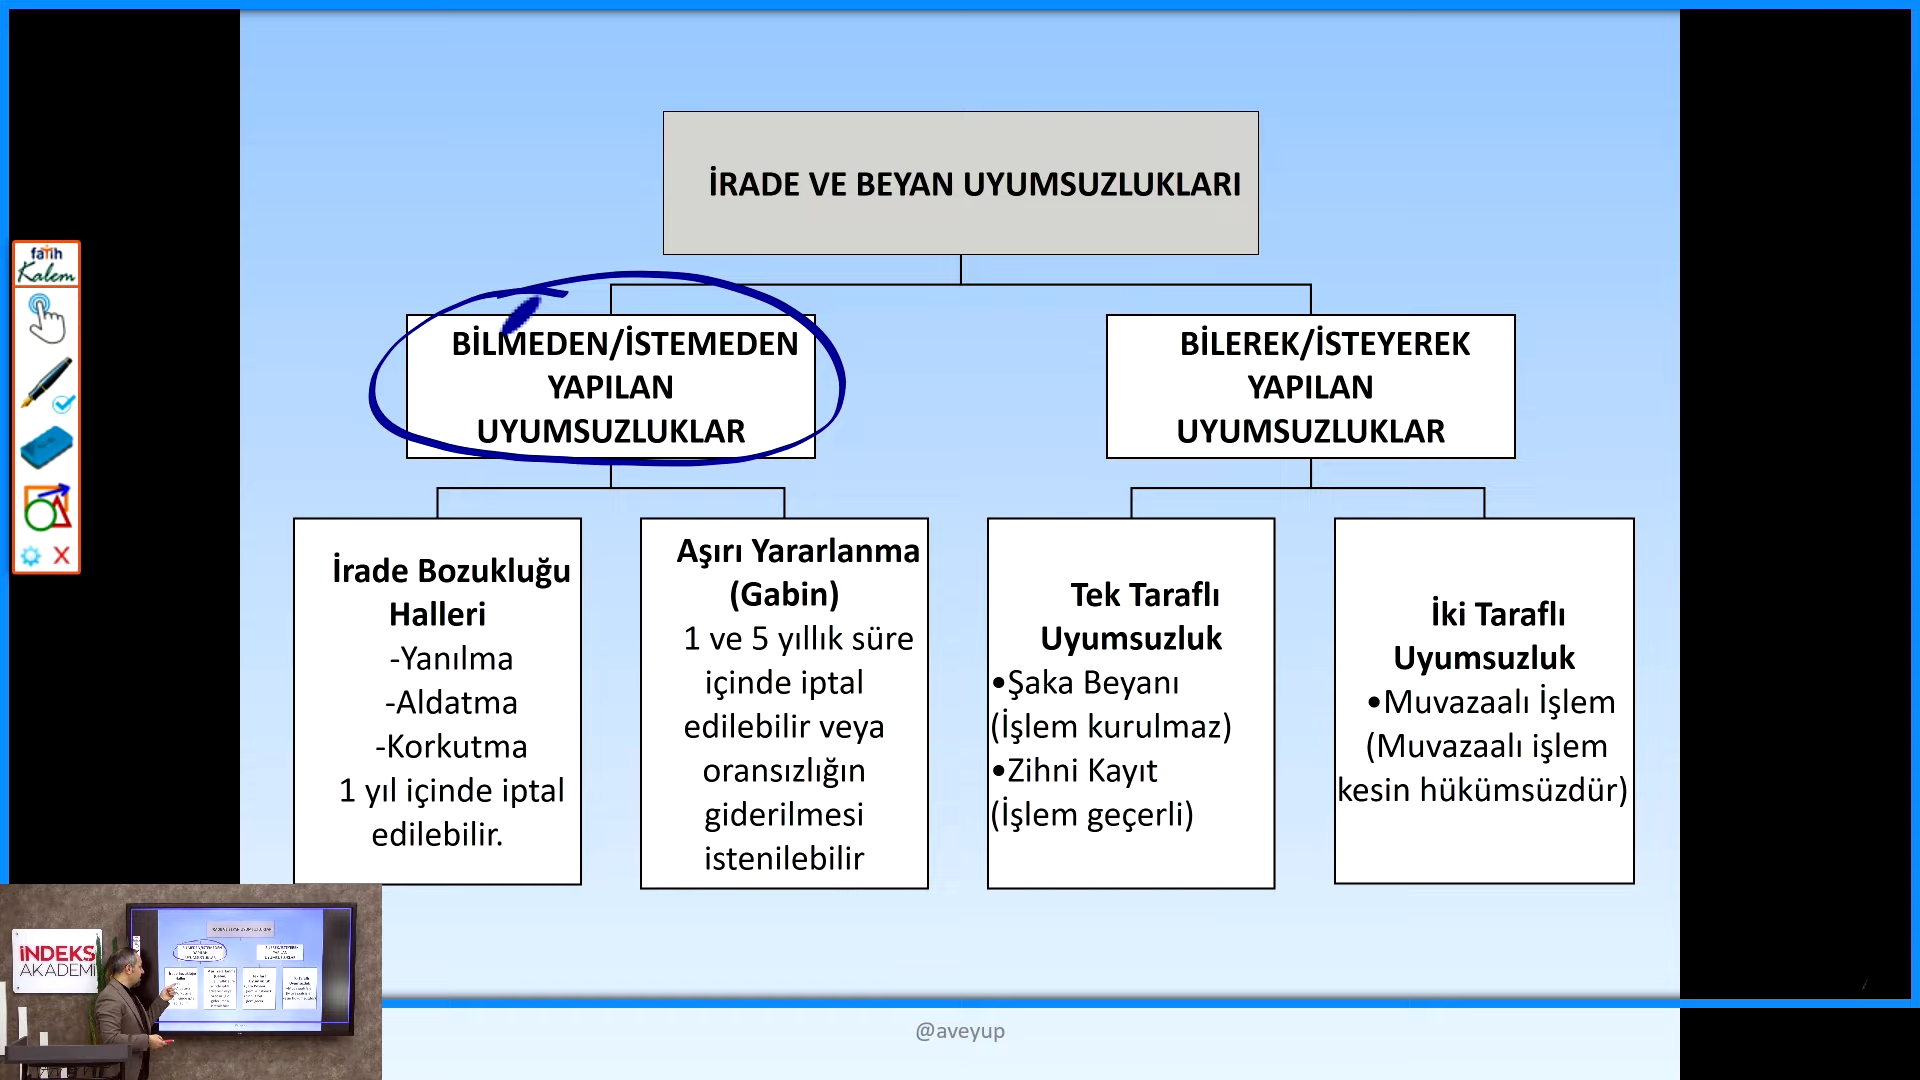 İRADE VE BEYAN UYUMSUZLUKLARI
fatih
Kalem
BİLMEDEN/İSTEMEDEN
YAPILAN
UYUMSUZLUKLAR
BİLEREK/İSTEYEREK
YAPILAN
UYUMSUZLUKLAR
İrade Bozukluğu
Halleri
-Yanılma
-Aldatma
-Korkutma
1 yıl içinde iptal
edilebilir.
Aşırı Yararlanma
(Gabin)
1 ve 5 yıllık süre
içinde iptal
edilebilir veya
oransızlığın
giderilmesi
istenilebilir
Tek Taraflı
Uyumsuzluk
•Şaka Beyanı
(İşlem kurulmaz)
•Zihni Kayıt
(İşlem geçerli)
İki Taraflı
Uyumsuzluk
•Muvazaalı İşlem
(Muvazaalı işlem
kesin hükümsüzdür)
İNDEKS
AKADEMİ
@aveyup